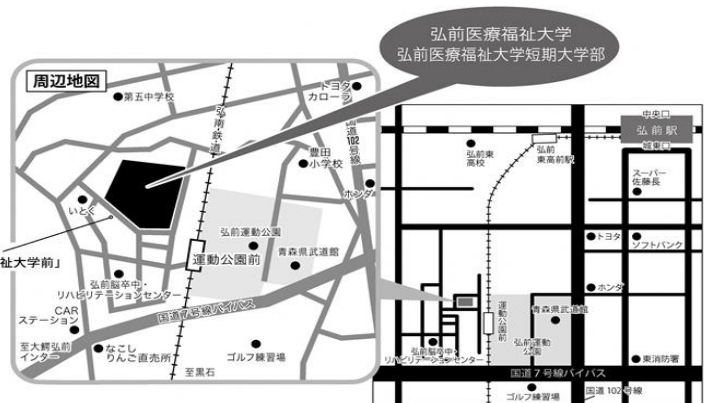 弘前医療福祉大学
弘前医療福祉大学短期大学部
周辺地図
第五中学校
トヨタ
カローラ
弘南鉄道
国道102号線
豊田
小学校
ホンダ
いとく
祉大学前」
弘前運動公園
運動公園前
青森県武道館
弘前脳卒中・
リハビリテーションセンター
国道7号線バイパス
CAR
ステーション
至大鰐弘前
インター
なごし
りんご直売所
至黒石
ゴルフ練習場
中央口
弘前駅
城東口
弘前東
高校
弘前
東高前駅
スーパー
佐藤長
トヨタ
ソフトバンク
ホンダ
運動公園前
青森県武道館
弘前運動
公園
弘前脳卒中・
リハビリテーションセンター
東消防署
国道7号線バイパス
ゴルフ練習場
国道102号線